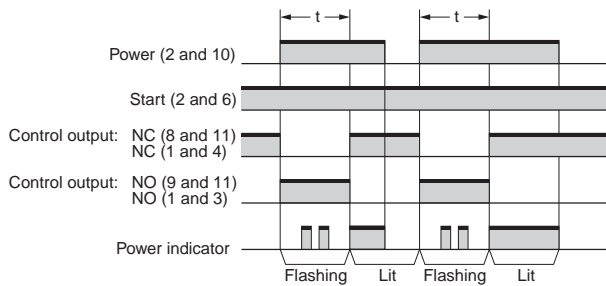 t t
Power (2 and 10)
Start (2 and 6)
Control output: NC (8 and 11)
NC (1 and 4)
Control output: NO (9 and 11)
NO (1 and 3)
Power indicator
Flashing Lit Flashing Lit